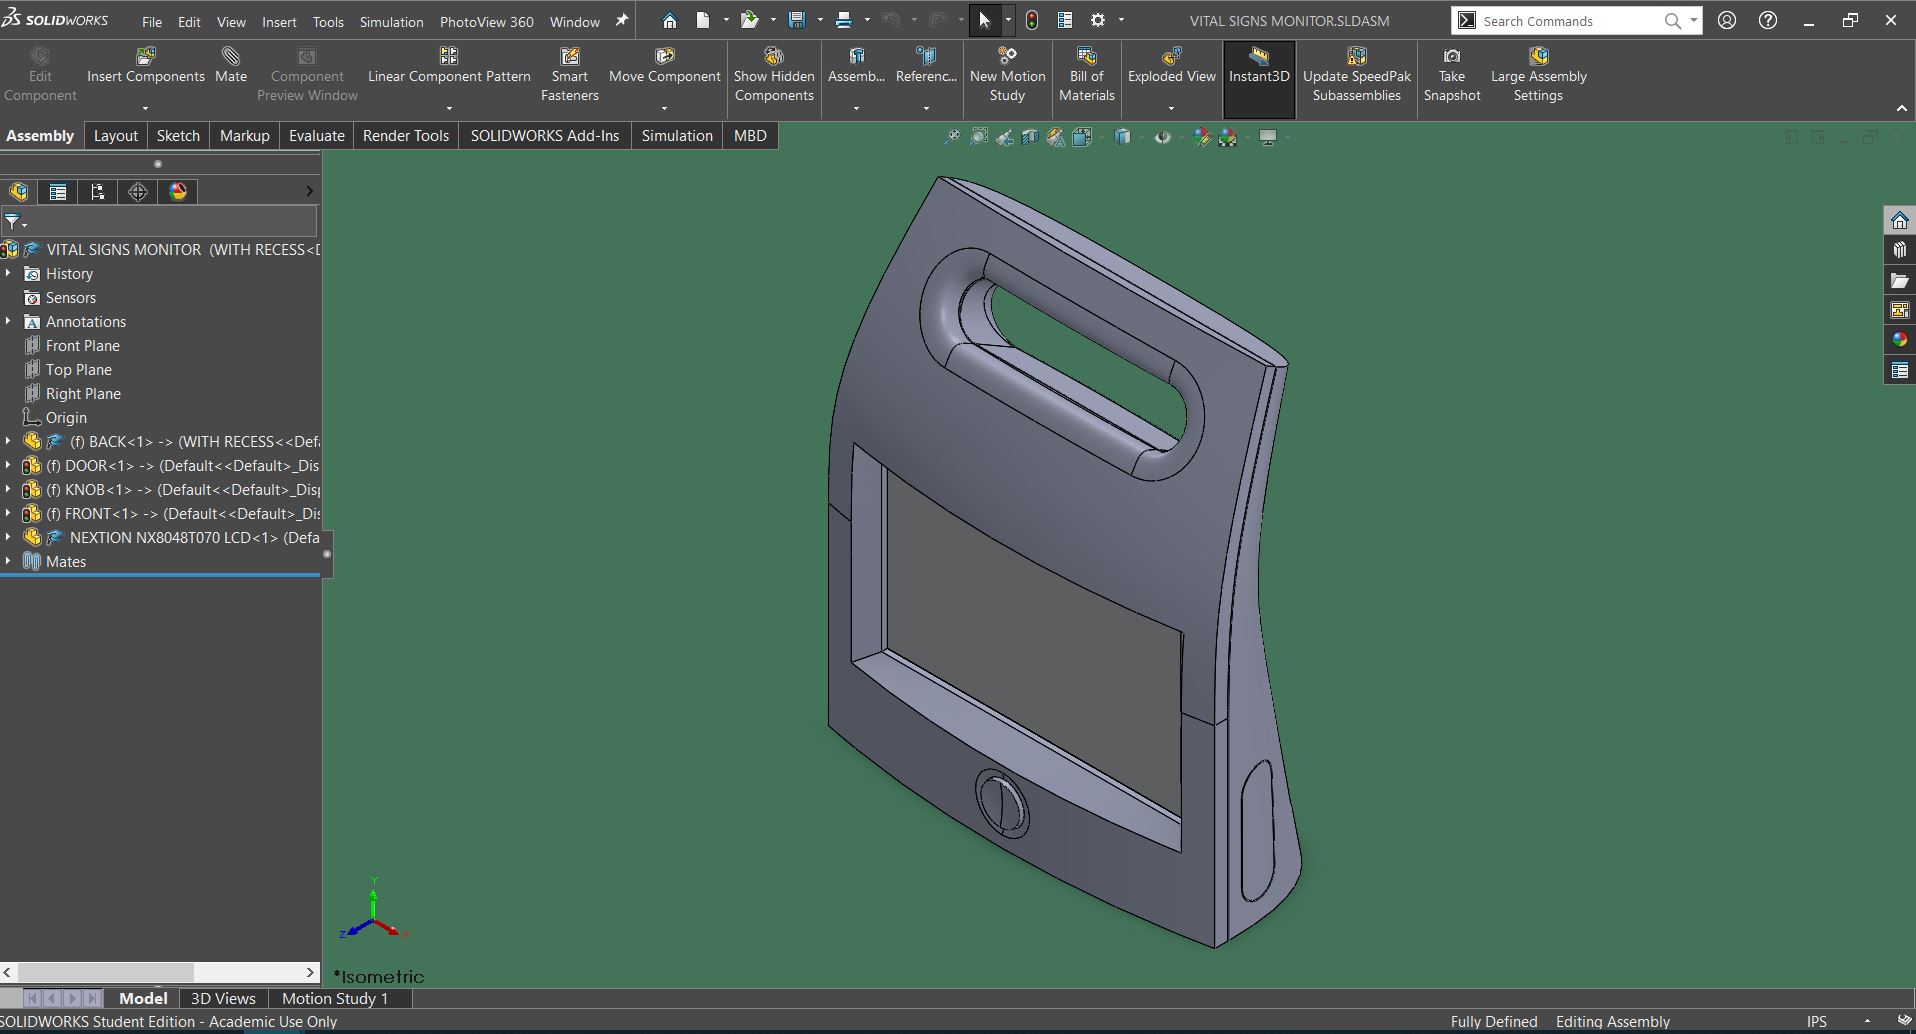 SOLIDWORKS File Edit View Insert Tools Simulation PhotoView 360 Window VITAL SIGNS MONITOR.SLDASM Search Commands
Edit Component
Insert Components
Mate
Component Preview Window
Linear Component Pattern
Smart Fasteners
Move Component
Show Hidden Components
Assemb...
Referenc...
New Motion Study
Bill of Materials
Exploded View
Instant3D
Update SpeedPak Subassemblies
Take Snapshot
Large Assembly Settings
Assembly Layout Sketch Markup Evaluate Render Tools SOLIDWORKS Add-Ins Simulation MBD
VITAL SIGNS MONITOR (WITH RECESS<D
History
Sensors
Annotations
Front Plane
Top Plane
Right Plane
Origin
(f) BACK<1> -> (WITH RECESS<<Defa
(f) DOOR<1> -> (Default<<Default>_Dis
(f) KNOB<1> -> (Default<<Default>_Disp
(f) FRONT<1> -> (Default<<Default>_Dis
NEXTION NX8048T070 LCD<1> (Defa
Mates
Y
Z X
*Isometric
Model 3D Views Motion Study 1
SOLIDWORKS Student Edition - Academic Use Only Fully Defined Editing Assembly IPS